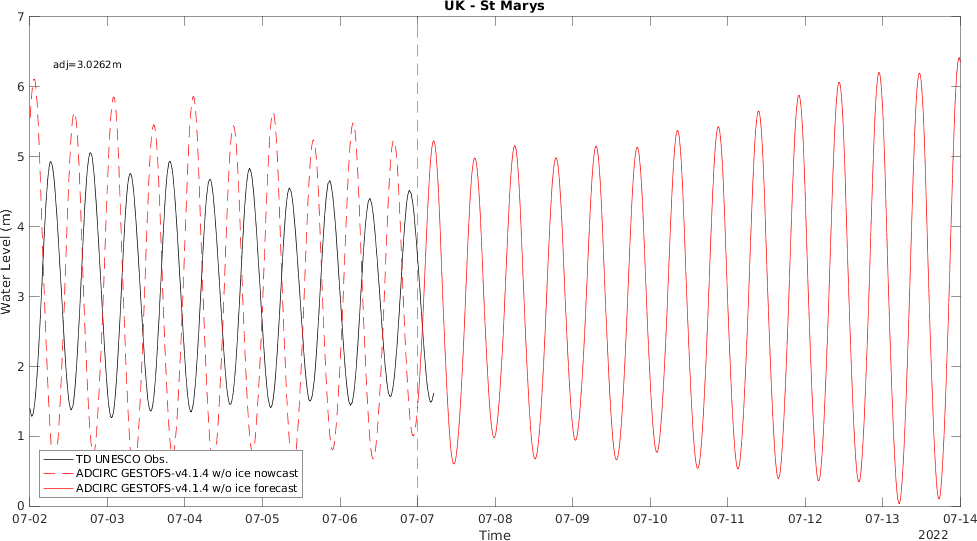 UK - St Marys
adj=3.0262m
Water Level (m)
7
6
5
4
3
2
1
0
TD UNESCO Obs.
ADCIRC GESTOFS-v4.1.4 w/o ice nowcast
ADCIRC GESTOFS-v4.1.4 w/o ice forecast
07-02 07-03 07-04 07-05 07-06 07-07 07-08 07-09 07-10 07-11 07-12 07-13 07-14
Time
2022